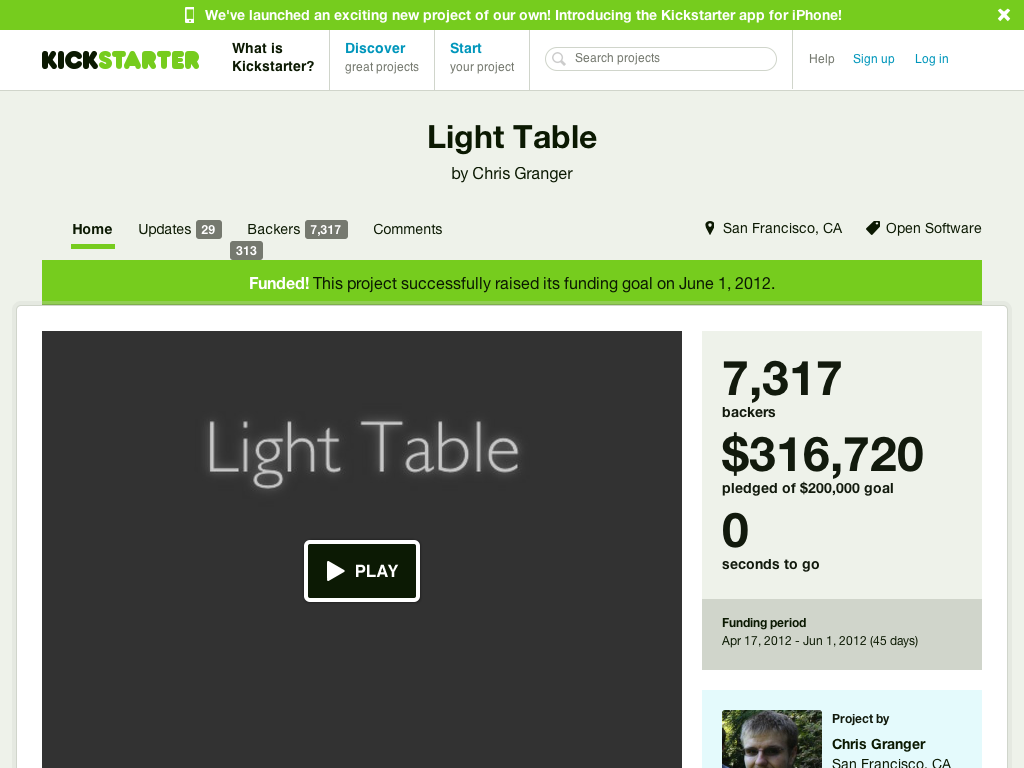 We've launched an exciting new project of our own! Introducing the Kickstarter app for iPhone!
KICKSTARTER
What is
Kickstarter?
Discover
great projects
Start
your project
Search projects
Help
Sign up
Log in
Light Table
by Chris Granger
Home
Updates 29
Backers 7,317
Comments
313
San Francisco, CA
Open Software
Funded! This project successfully raised its funding goal on June 1, 2012.
Light Table
PLAY
7,317
backers
$316,720
pledged of $200,000 goal
0
seconds to go
Funding period
Apr 17, 2012 - Jun 1, 2012 (45 days)
Project by
Chris Granger
San Francisco, CA